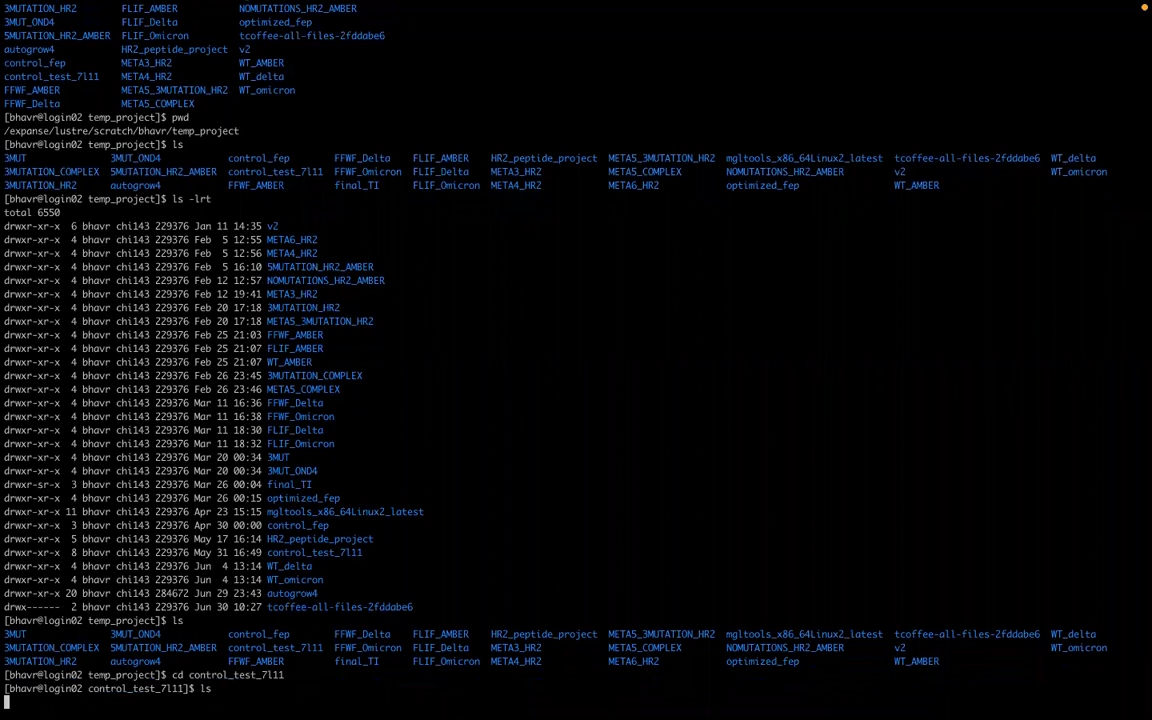 3MUTATION_HR2 FLIF_AMBER NOMUTATIONS_HR2_AMBER
3MUT_OND4 FLIF_Delta optimized_fep
5MUTATION_HR2_AMBER FLIF_Omicron tcoffee-all-files-2fddabe6
autogrow4 HR2_peptide_project v2
control_fep META3_HR2 WT_AMBER
control_test_7l11 META4_HR2 WT_delta
FFWF_AMBER META5_3MUTATION_HR2 WT_omicron
FFWF_Delta META5_COMPLEX
[bhavr@login02 temp_project]$ pwd
/expanse/lustre/scratch/bhavr/temp_project
[bhavr@login02 temp_project]$ ls
3MUT 3MUT_OND4 control_fep FFWF_Delta FLIF_AMBER HR2_peptide_project META5_3MUTATION_HR2 mgltools_x86_64Linux2_latest tcoffee-all-files-2fddabe6 WT_delta
3MUTATION_COMPLEX 5MUTATION_HR2_AMBER control_test_7l11 FFWF_Omicron FLIF_Delta META3_HR2 META5_COMPLEX NOMUTATIONS_HR2_AMBER v2 WT_omicron
3MUTATION_HR2 autogrow4 FFWF_AMBER final_TI FLIF_Omicron META4_HR2 META6_HR2 optimized_fep WT_AMBER
[bhavr@login02 temp_project]$ ls -lrt
total 6550
drwxr-xr-x 6 bhavr chi143 229376 Jan 11 14:35 v2
drwxr-xr-x 4 bhavr chi143 229376 Feb 5 12:55 META6_HR2
drwxr-xr-x 4 bhavr chi143 229376 Feb 5 12:56 META4_HR2
drwxr-xr-x 4 bhavr chi143 229376 Feb 5 16:10 5MUTATION_HR2_AMBER
drwxr-xr-x 4 bhavr chi143 229376 Feb 12 12:57 NOMUTATIONS_HR2_AMBER
drwxr-xr-x 4 bhavr chi143 229376 Feb 12 19:41 META3_HR2
drwxr-xr-x 4 bhavr chi143 229376 Feb 20 17:18 3MUTATION_HR2
drwxr-xr-x 4 bhavr chi143 229376 Feb 20 17:18 META5_3MUTATION_HR2
drwxr-xr-x 4 bhavr chi143 229376 Feb 25 21:03 FFWF_AMBER
drwxr-xr-x 4 bhavr chi143 229376 Feb 25 21:07 FLIF_AMBER
drwxr-xr-x 4 bhavr chi143 229376 Feb 25 21:07 WT_AMBER
drwxr-xr-x 4 bhavr chi143 229376 Feb 26 23:45 3MUTATION_COMPLEX
drwxr-xr-x 4 bhavr chi143 229376 Feb 26 23:46 META5_COMPLEX
drwxr-xr-x 4 bhavr chi143 229376 Mar 11 16:36 FFWF_Delta
drwxr-xr-x 4 bhavr chi143 229376 Mar 11 16:38 FFWF_Omicron
drwxr-xr-x 4 bhavr chi143 229376 Mar 11 18:30 FLIF_Delta
drwxr-xr-x 4 bhavr chi143 229376 Mar 11 18:32 FLIF_Omicron
drwxr-xr-x 4 bhavr chi143 229376 Mar 20 00:34 3MUT
drwxr-xr-x 4 bhavr chi143 229376 Mar 20 00:34 3MUT_OND4
drwxr-sr-x 3 bhavr chi143 229376 Mar 26 00:04 final_TI
drwxr-xr-x 4 bhavr chi143 229376 Mar 26 00:15 optimized_fep
drwxr-xr-x 11 bhavr chi143 229376 Apr 23 15:15 mgltools_x86_64Linux2_latest
drwxr-xr-x 3 bhavr chi143 229376 Apr 30 00:00 control_fep
drwxr-xr-x 5 bhavr chi143 229376 May 17 16:14 HR2_peptide_project
drwxr-xr-x 8 bhavr chi143 229376 May 31 16:49 control_test_7l11
drwxr-xr-x 4 bhavr chi143 229376 Jun 4 13:14 WT_delta
drwxr-xr-x 4 bhavr chi143 229376 Jun 4 13:14 WT_omicron
drwxr-xr-x 20 bhavr chi143 284672 Jun 29 23:43 autogrow4
drwx------ 2 bhavr chi143 229376 Jun 30 10:27 tcoffee-all-files-2fddabe6
[bhavr@login02 temp_project]$ ls
3MUT 3MUT_OND4 control_fep FFWF_Delta FLIF_AMBER HR2_peptide_project META5_3MUTATION_HR2 mgltools_x86_64Linux2_latest tcoffee-all-files-2fddabe6 WT_delta
3MUTATION_COMPLEX 5MUTATION_HR2_AMBER control_test_7l11 FFWF_Omicron FLIF_Delta META3_HR2 META5_COMPLEX NOMUTATIONS_HR2_AMBER v2 WT_omicron
3MUTATION_HR2 autogrow4 FFWF_AMBER final_TI FLIF_Omicron META4_HR2 META6_HR2 optimized_fep WT_AMBER
[bhavr@login02 temp_project]$ cd control_test_7l11
[bhavr@login02 control_test_7l11]$ ls